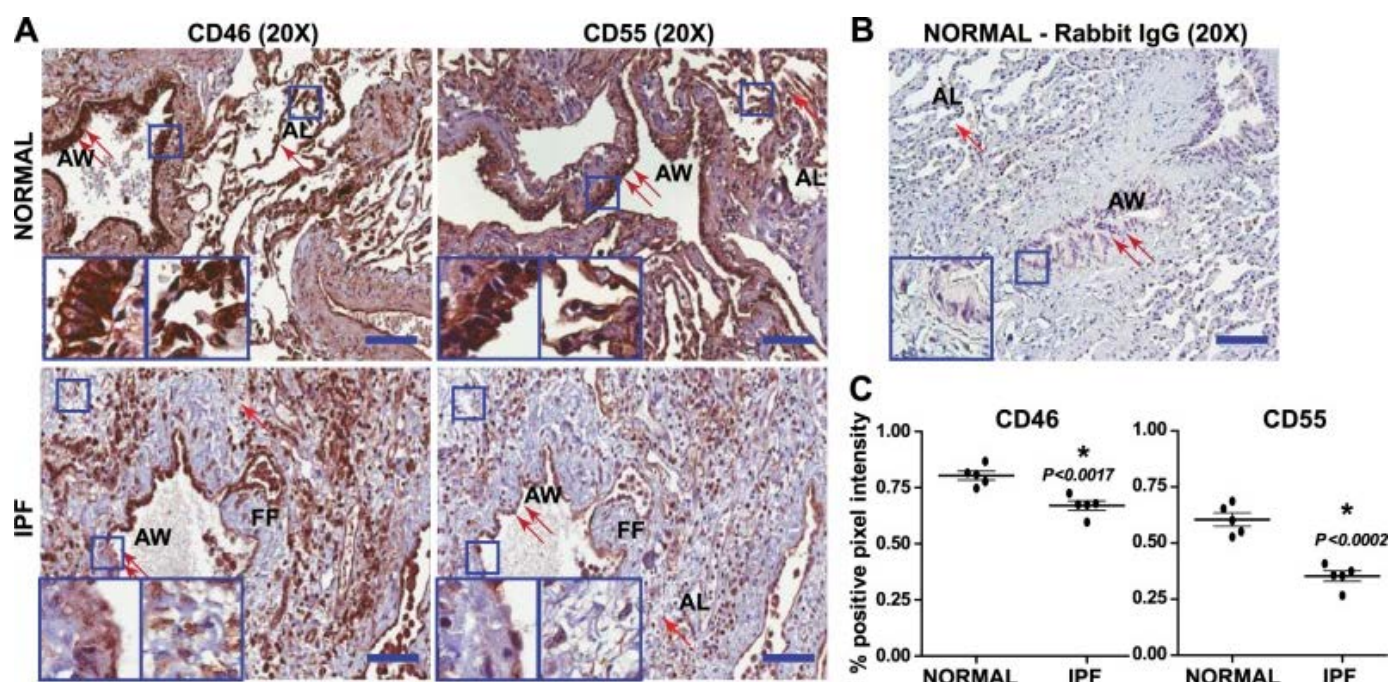 A
CD46 (20X)
CD55 (20X)
B
NORMAL - Rabbit IgG (20X)
NORMAL
AW
AL
AW
AL
AL
AW
IPF
AW
FF
AW
FF
AL
C
% positive pixel intensity
CD46
1.00
0.75
0.50
0.25
0.00
*
P<0.0017
NORMAL
IPF
CD55
1.00
0.75
0.50
0.25
0.00
*
P<0.0002
NORMAL
IPF